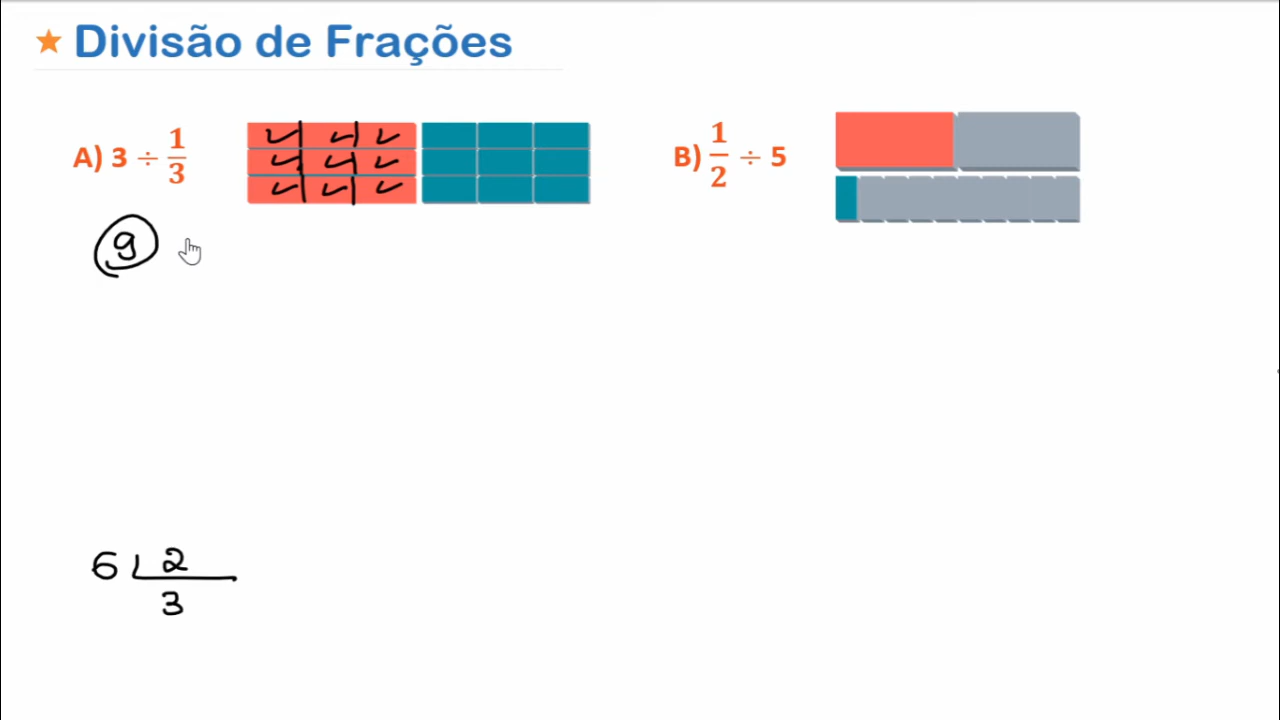 Divisão de Frações
A) 3 ÷ 1/3
B) 1/2 ÷ 5
9
6 2
3